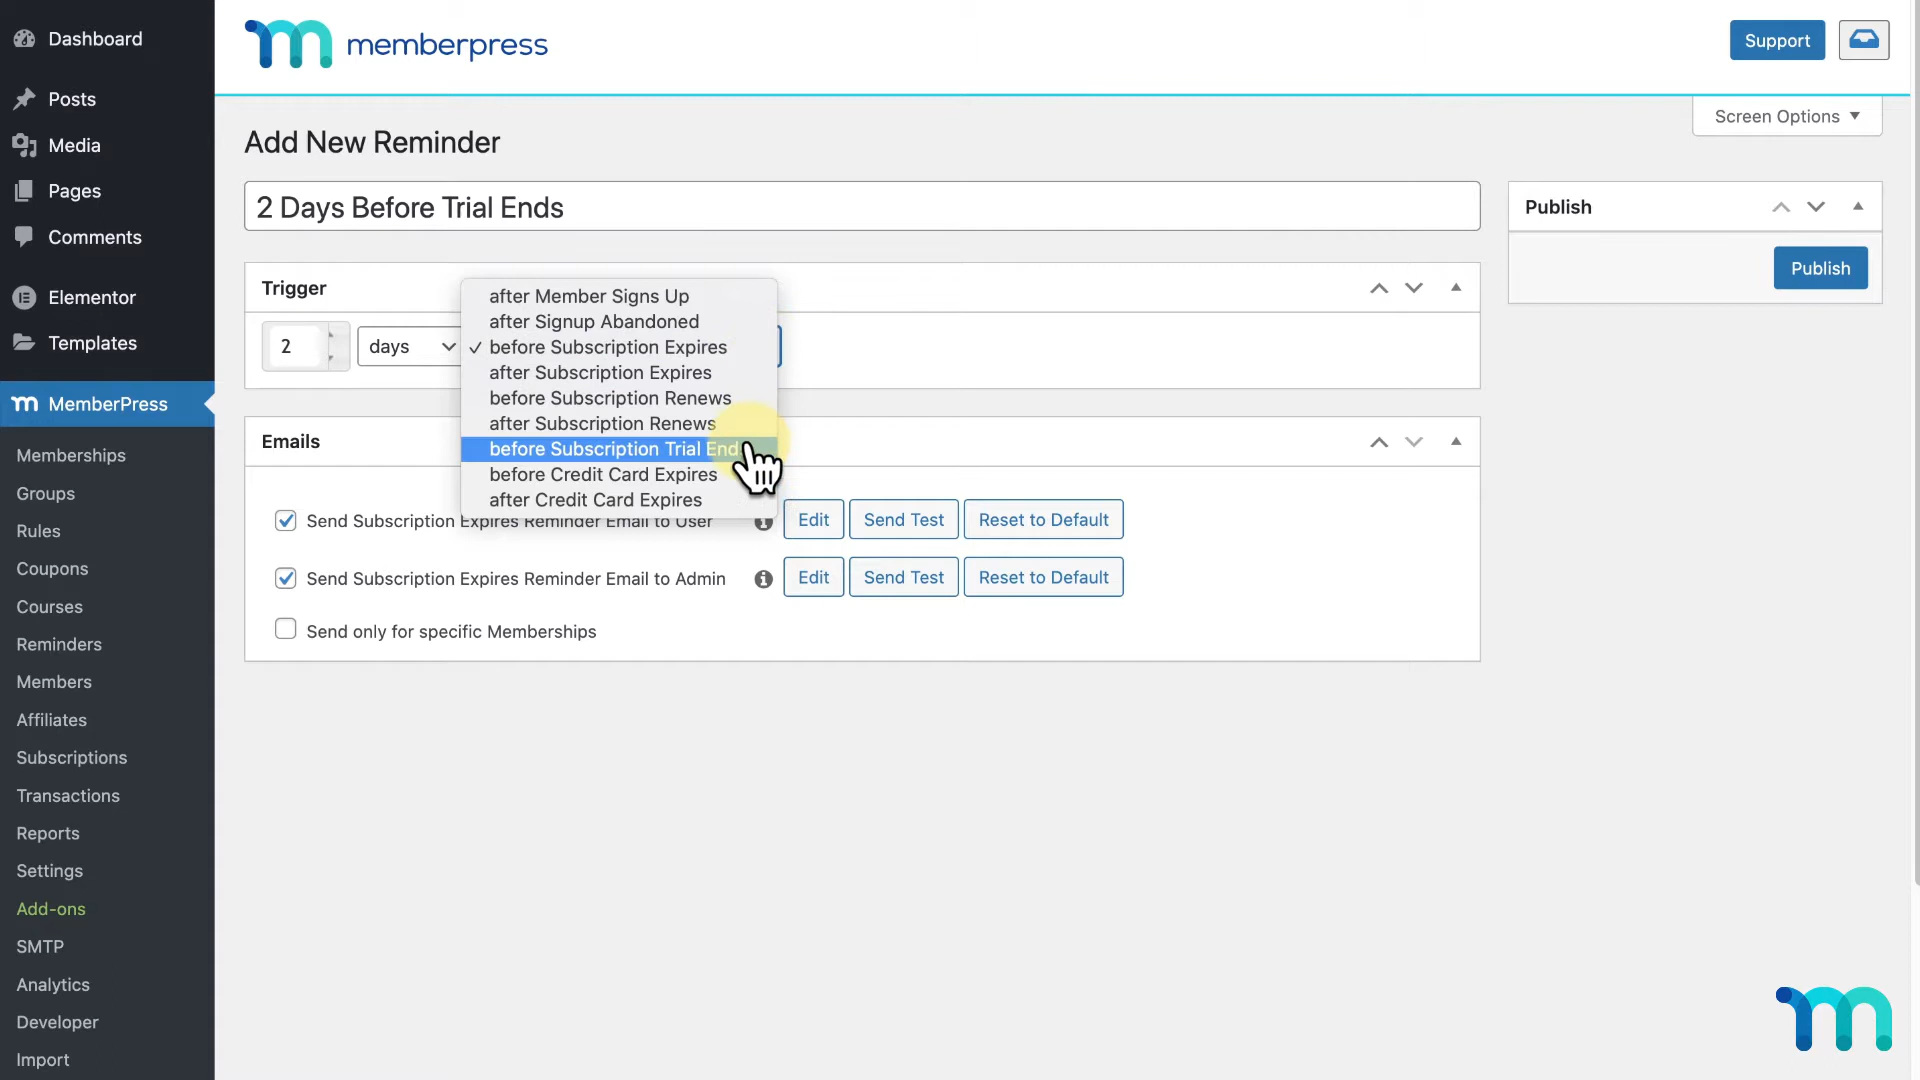 Dashboard
Posts
Media
Pages
Comments
Elementor
Templates
MemberPress
Memberships
Groups
Rules
Coupons
Courses
Reminders
Members
Affiliates
Subscriptions
Transactions
Reports
Settings
Add-ons
SMTP
Analytics
Developer
Import
memberpress
Support
Screen Options
Add New Reminder
2 Days Before Trial Ends
Trigger
2
days
after Member Signs Up
after Signup Abandoned
before Subscription Expires
after Subscription Expires
before Subscription Renews
after Subscription Renews
before Subscription Trial End
before Credit Card Expires
after Credit Card Expires
Emails
Send Subscription Expires Reminder Email to User
Edit
Send Test
Reset to Default
Send Subscription Expires Reminder Email to Admin
Edit
Send Test
Reset to Default
Send only for specific Memberships
Publish
Publish